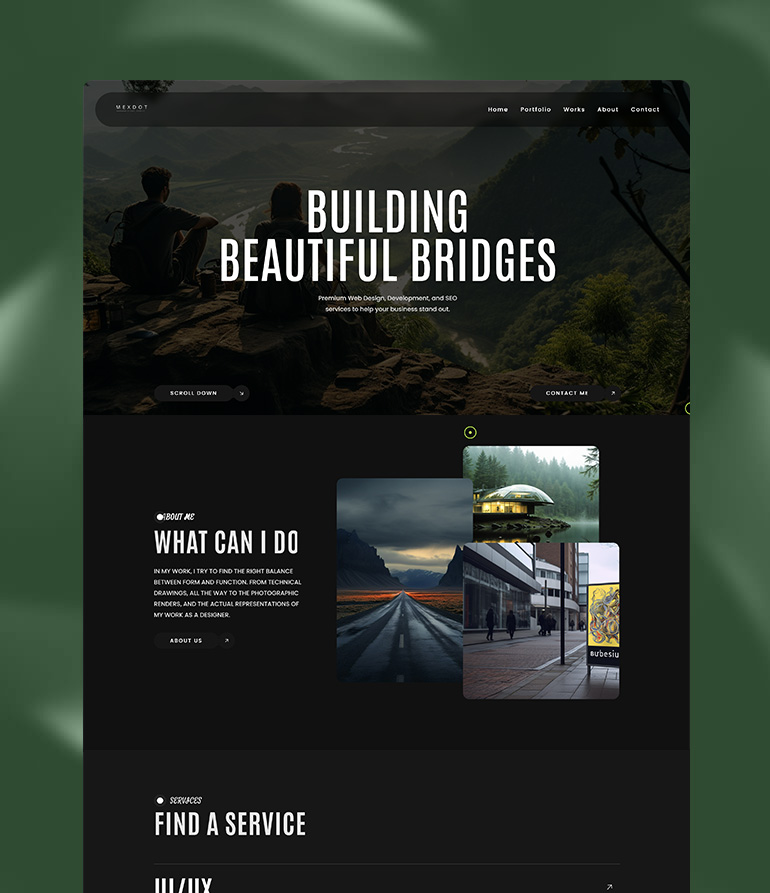 MEXDOT
Home Portfolio Works About Contact
BUILDING
BEAUTIFUL BRIDGES
Premium Web Design, Development, and SEO
services to help your business stand out.
SCROLL DOWN
CONTACT ME
BOUT ME
WHAT CAN I DO
IN MY WORK, I TRY TO FIND THE RIGHT BALANCE
BETWEEN FORM AND FUNCTION. FROM TECHNICAL
DRAWINGS, ALL THE WAY TO THE PHOTOGRAPHIC
RENDERS, AND THE ACTUAL REPRESENTATIONS OF
MY WORK AS A DESIGNER.
ABOUT US
SERVICES
FIND A SERVICE
UI/UX